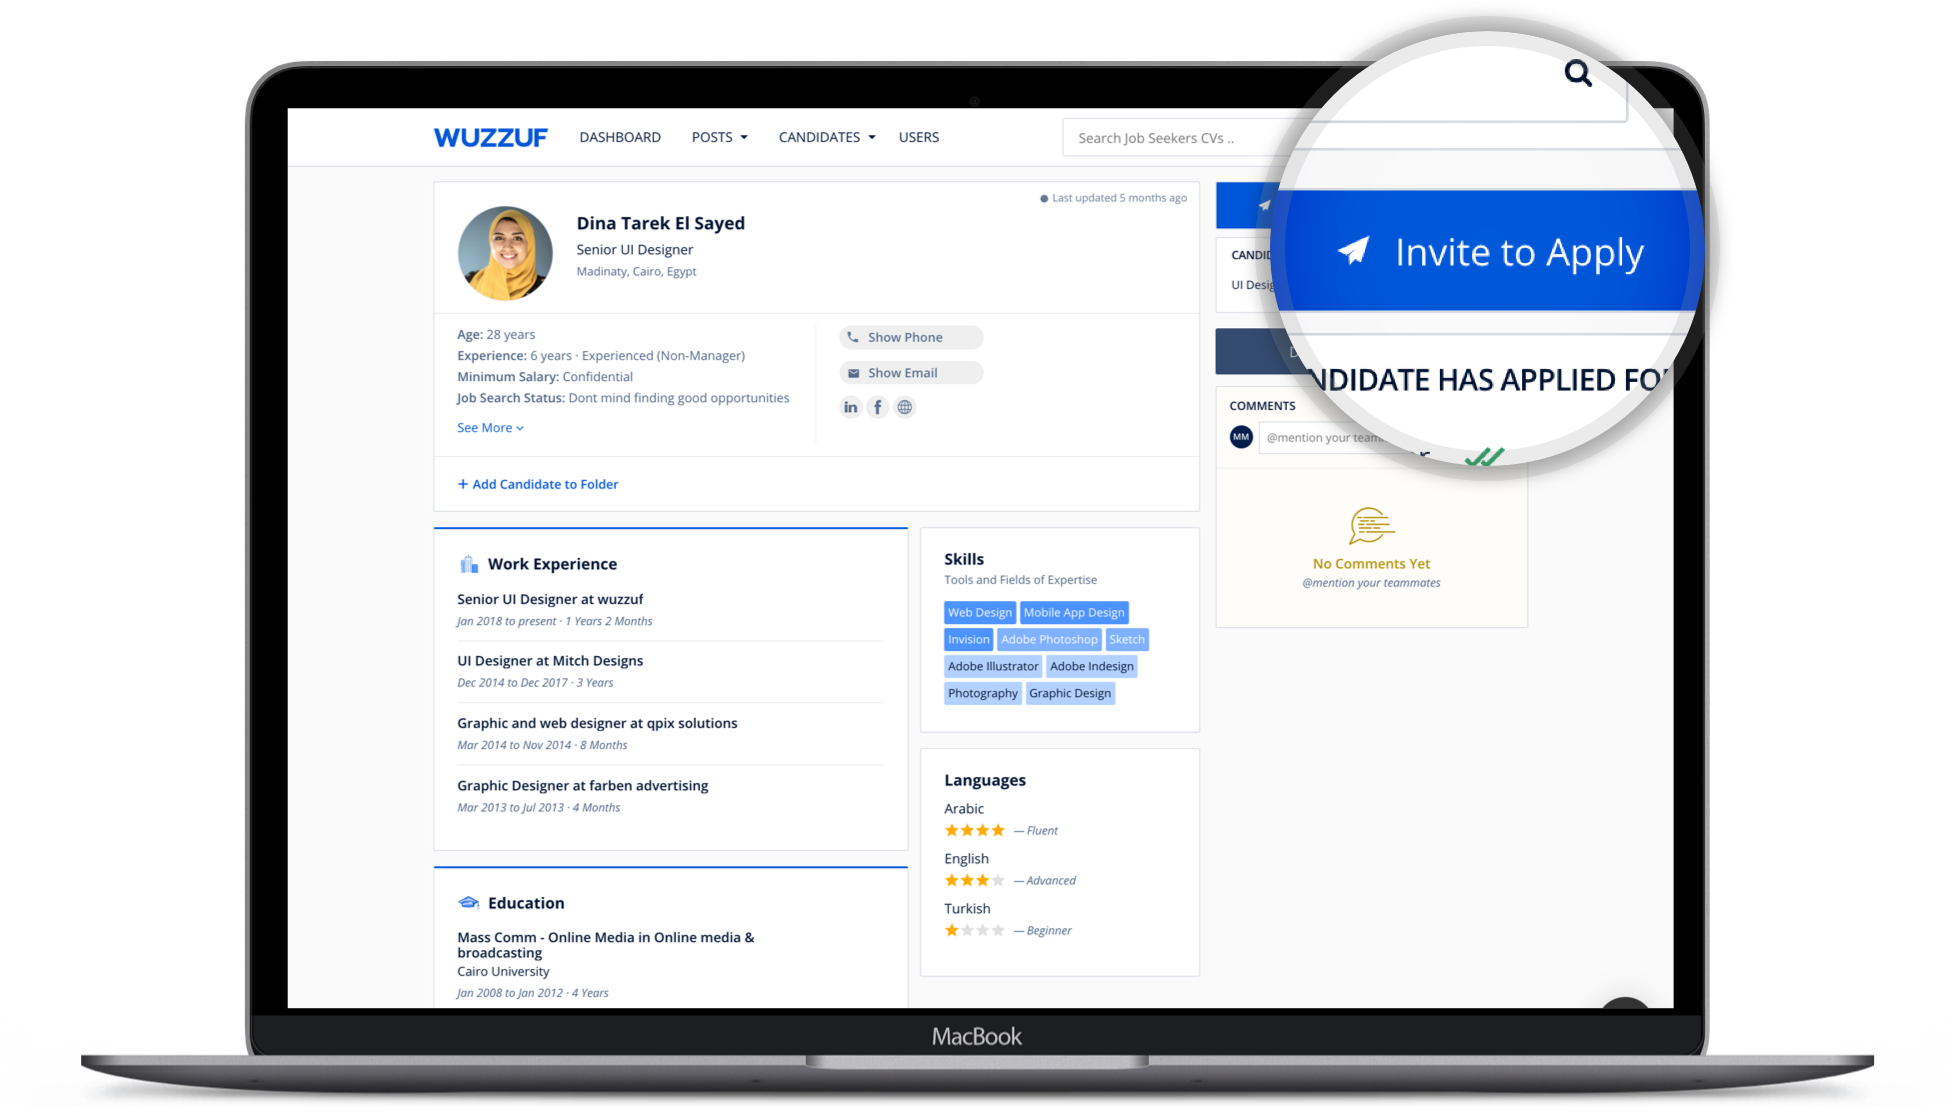 WUZZUF DASHBOARD POSTS CANDIDATES USERS
Search Job Seekers CVs ..
Last updated 5 months ago
Dina Tarek El Sayed
Senior UI Designer
Madinaty, Cairo, Egypt
Age: 28 years
Experience: 6 years · Experienced (Non-Manager)
Minimum Salary: Confidential
Job Search Status: Dont mind finding good opportunities
See More
Show Phone
Show Email
in f
+ Add Candidate to Folder
Work Experience
Senior UI Designer at wuzzuf
Jan 2018 to present · 1 Years 2 Months
UI Designer at Mitch Designs
Dec 2014 to Dec 2017 · 3 Years
Graphic and web designer at qpix solutions
Mar 2014 to Nov 2014 · 8 Months
Graphic Designer at farben advertising
Mar 2013 to Jul 2013 · 4 Months
Education
Mass Comm - Online Media in Online media &
broadcasting
Cairo University
Jan 2008 to Jan 2012 · 4 Years
Skills
Tools and Fields of Expertise
Web Design Mobile App Design
Invision Adobe Photoshop Sketch
Adobe Illustrator Adobe Indesign
Photography Graphic Design
Languages
Arabic
— Fluent
English
— Advanced
Turkish
— Beginner
Invite to Apply
NDIDATE HAS APPLIED FO
CANDID
UI Desig
COMMENTS
MM @mention your team
No Comments Yet
@mention your teammates
MacBook